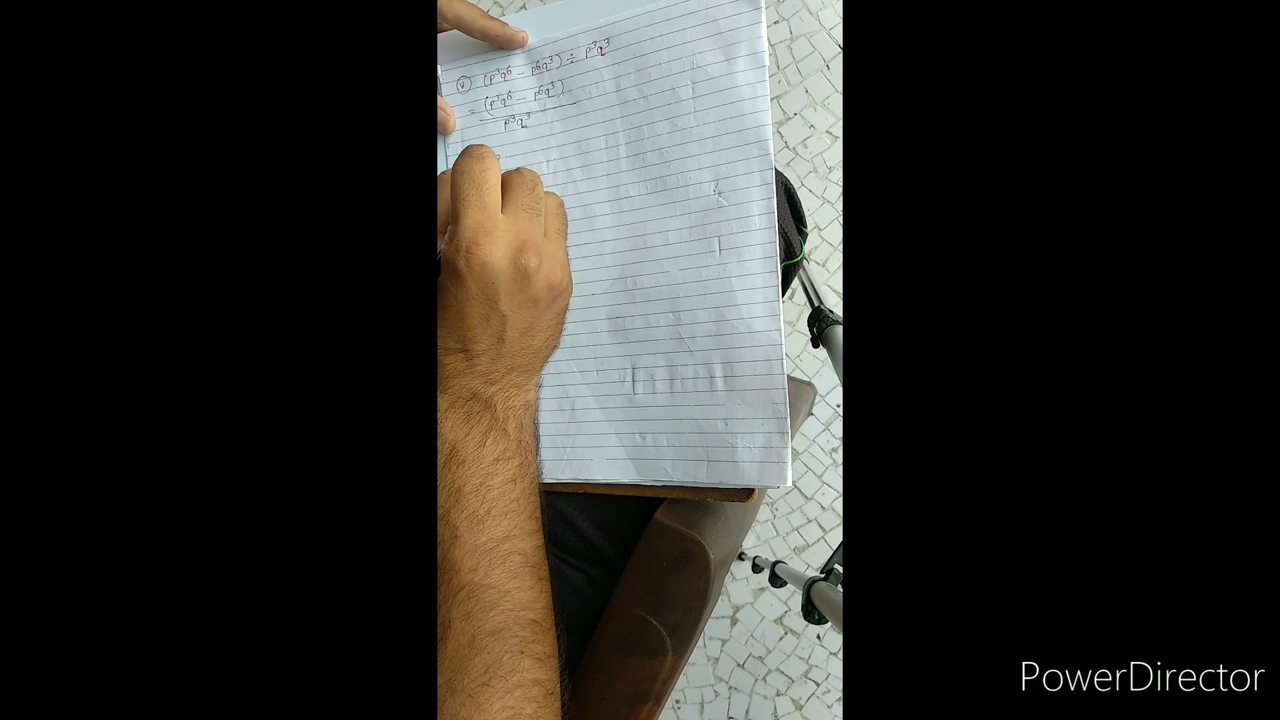 (v) (p³q⁶ - p⁶q³) ÷ p³q³
= (p³q⁶ - p⁶q³)
p³q³
PowerDirector